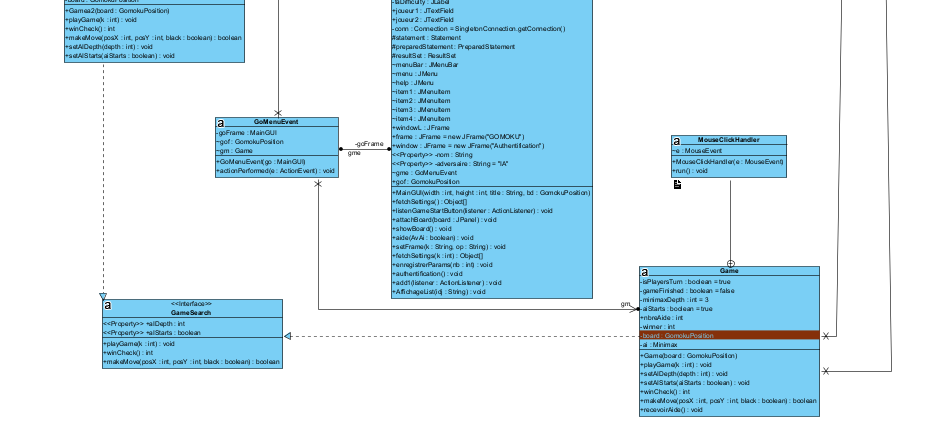 -board : GomokuPosition
+Gamea2(board : GomokuPosition)
+playGame(k : int) : void
+winCheck() : int
+makeMove(posX : int, posY : int, black : boolean) : boolean
+setAIDepth(depth : int) : void
+setAIStarts(aiStarts : boolean) : void
a
GoMenuEvent
-goFrame : MainGUI
~gof : GomokuPosition
~gm : Game
+GoMenuEvent(go : MainGUI)
+actionPerformed(e : ActionEvent) : void
-goFrame
gme
-taDifficulty : JLabel
+joueur1 : JTextField
+joueur2 : JTextField
-conn : Connection = SingletonConnection.getConnection()
#statement : Statement
#preparedStatement : PreparedStatement
#resultSet : ResultSet
~menuBar : JMenuBar
~menu : JMenu
~help : JMenu
~item1 : JMenuItem
~item2 : JMenuItem
~item3 : JMenuItem
~item4 : JMenuItem
+windowL : JFrame
+frame : JFrame = new JFrame("GOMOKU")
+window : JFrame = new JFrame("Authentification")
<<Property>> -nom : String
<<Property>> -adversaire : String = "IA"
~gme : GoMenuEvent
+gof : GomokuPosition
+MainGUI(width : int, height : int, title : String, bd : GomokuPosition)
+fetchSettings() : Object[]
+listenGameStartButton(listener : ActionListener) : void
+attachBoard(board : JPanel) : void
+showBoard() : void
+aide(AvAi : boolean) : void
+setFrame(k : String, op : String) : void
+fetchSettings(k : int) : Object[]
+enregistrerParams(nb : int) : void
+authentification() : void
+add1(listener : ActionListener) : void
+AffichageList(idj : String) : void
a
MouseClickHandler
~e : MouseEvent
+MouseClickHandler(e : MouseEvent)
+run() : void
a
<<Interface>>
GameSearch
<<Property>> +aiDepth : int
<<Property>> +aiStarts : boolean
+playGame(k : int) : void
+winCheck() : int
+makeMove(posX : int, posY : int, black : boolean) : boolean
gm
a
Game
-isPlayersTurn : boolean = true
-gameFinished : boolean = false
-minimaxDepth : int = 3
-aiStarts : boolean = true
+nbreAide : int
-winner : int
-board : GomokuPosition
-ai : Minimax
+Game(board : GomokuPosition)
+playGame(k : int) : void
+setAIDepth(depth : int) : void
+setAIStarts(aiStarts : boolean) : void
+winCheck() : int
+makeMove(posX : int, posY : int, black : boolean) : boolean
+recevoirAide() : void